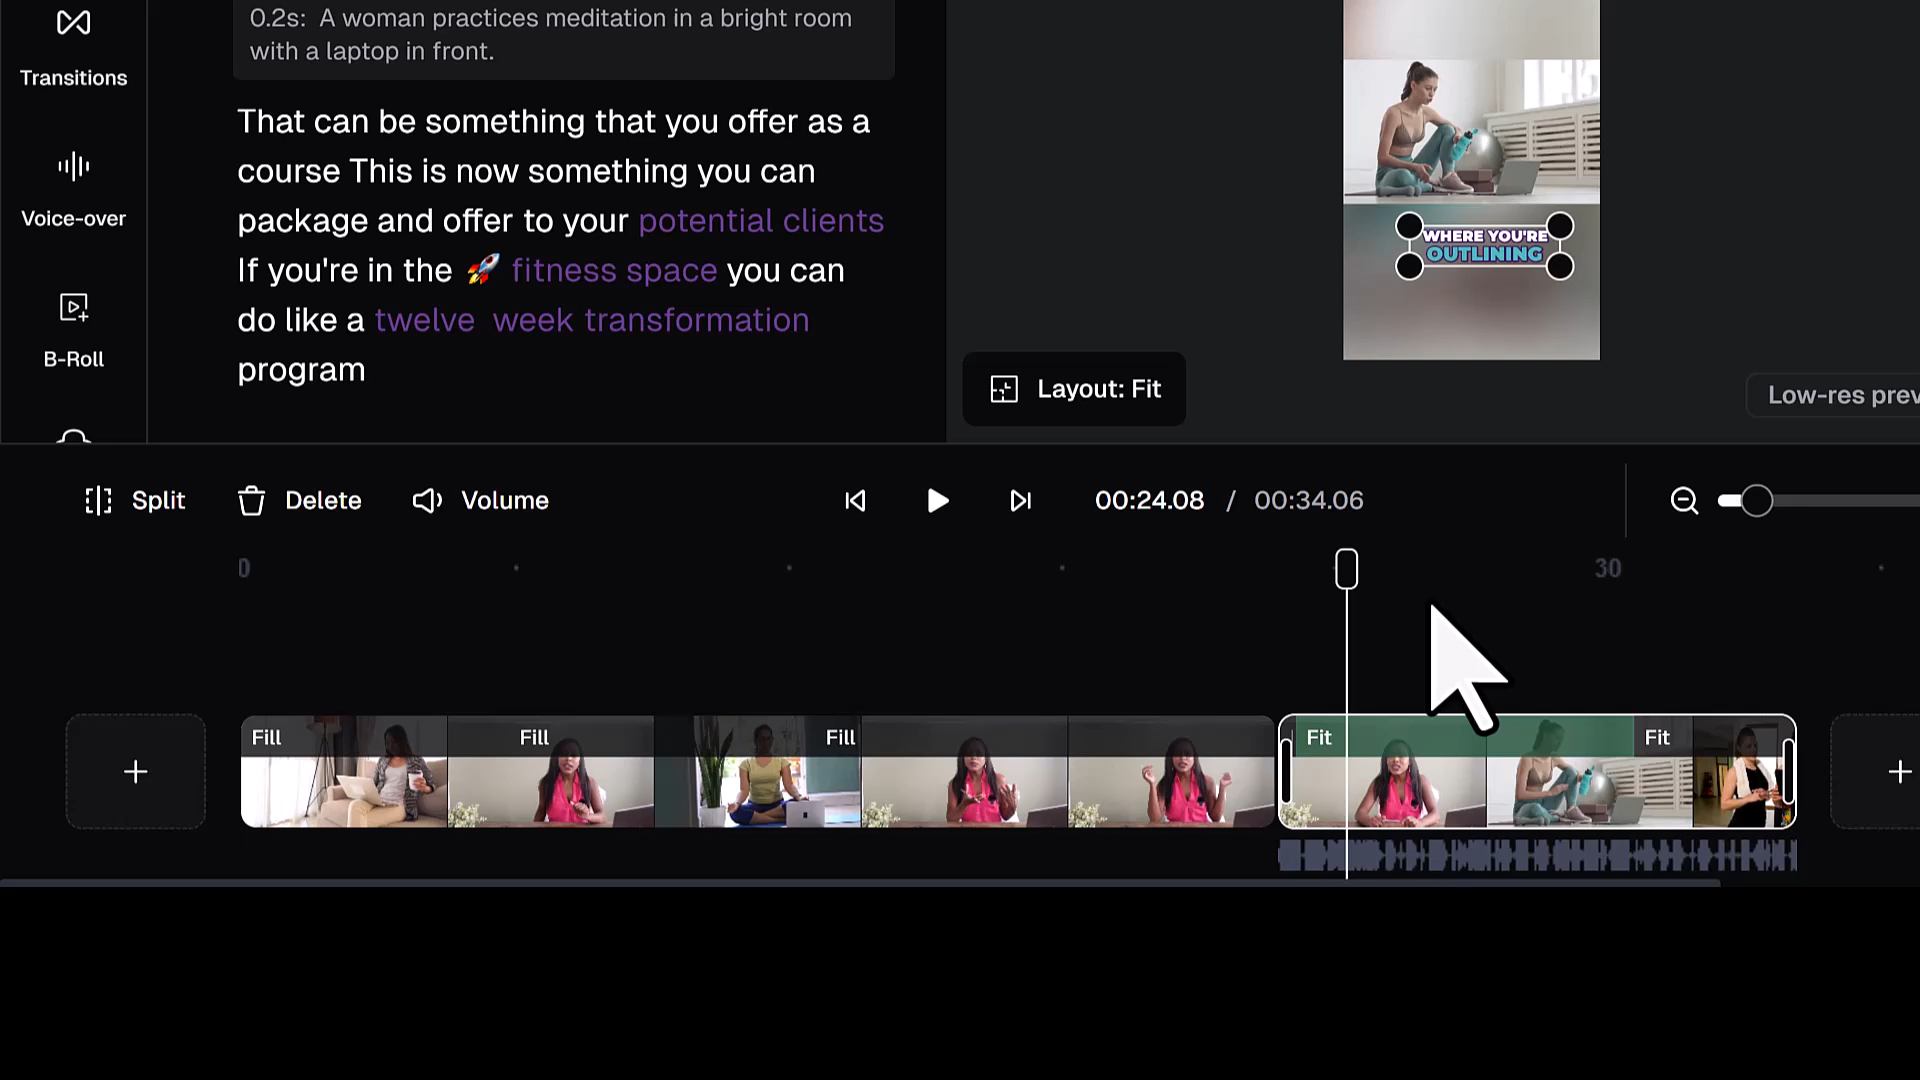 Transitions
Voice-over
B-Roll
0.2s: A woman practices meditation in a bright room
with a laptop in front.
That can be something that you offer as a
course This is now something you can
package and offer to your potential clients
If you're in the 🚀 fitness space you can
do like a twelve week transformation
program
WHERE YOU'RE
OUTLINING
Layout: Fit
Low-res prev
Split
Delete
Volume
00:24.08 / 00:34.06
0
30
Fill
Fill
Fill
Fit
Fit